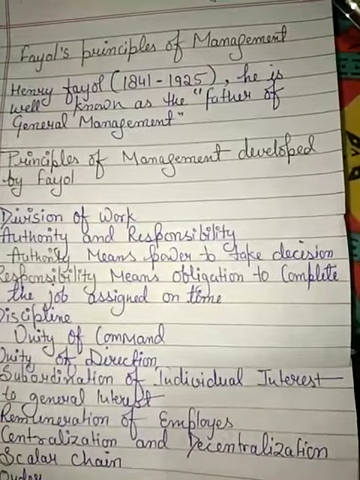 Fayol's principles of Management
Henry fayol (1841-1925), he is
well known as the "father of
General Management"
Principles of Management developed
by Fayol
Division of Work
Authority and Responsibility
Authority Means power to take decision
Responsibility Means obligation to Complete
the job assigned on time
Discipline
Unity of Command
Unity of Direction
Subordination of Individual Interest
to general Interest
Remuneration of Employes
Centralization and Decentralization
Scalar Chain
Order